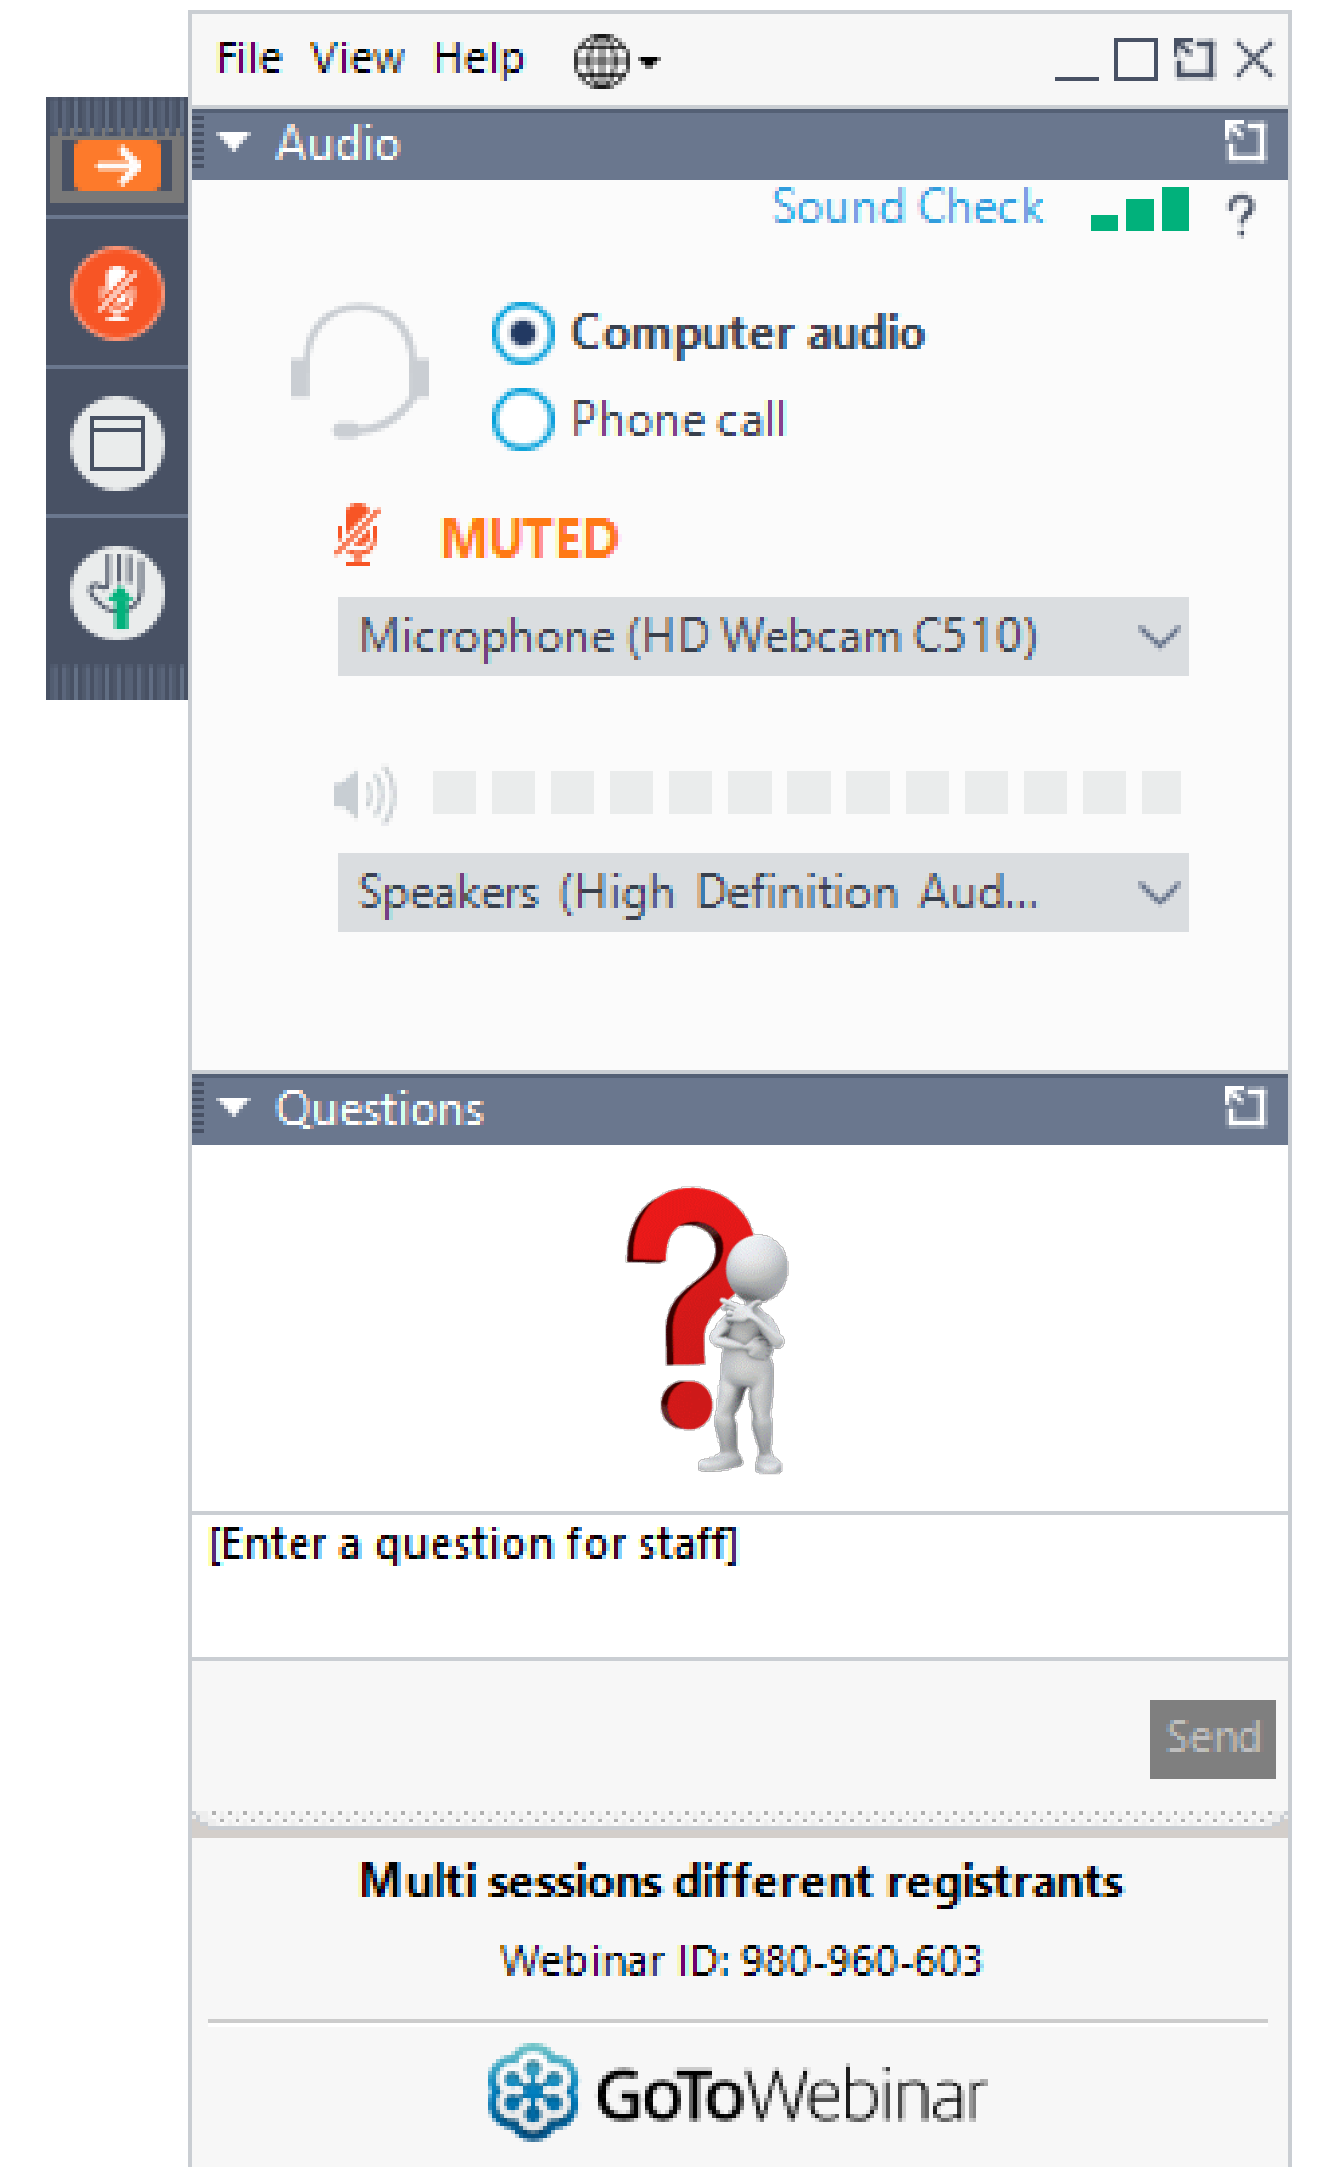 File View Help
Audio
Sound Check ?
Computer audio
Phone call
MUTED
Microphone (HD Webcam C510)
Speakers (High Definition Aud...
Questions
[Enter a question for staff]
Send
Multi sessions different registrants
Webinar ID: 980-960-603
GoToWebinar